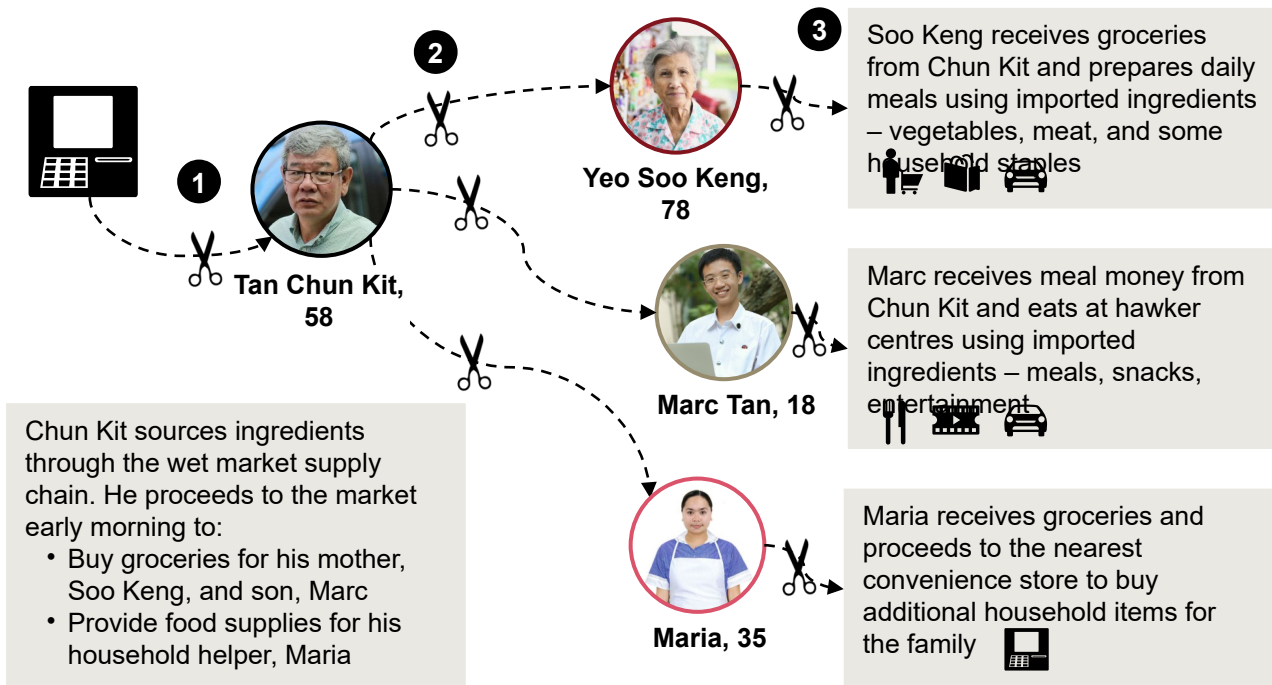 1
2
3
Tan Chun Kit,
58
Chun Kit sources ingredients
through the wet market supply
chain. He proceeds to the market
early morning to:
• Buy groceries for his mother,
Soo Keng, and son, Marc
• Provide food supplies for his
household helper, Maria
Yeo Soo Keng,
78
Soo Keng receives groceries
from Chun Kit and prepares daily
meals using imported ingredients
– vegetables, meat, and some
household staples
Marc Tan, 18
Marc receives meal money from
Chun Kit and eats at hawker
centres using imported
ingredients – meals, snacks,
entertainment
Maria, 35
Maria receives groceries and
proceeds to the nearest
convenience store to buy
additional household items for
the family